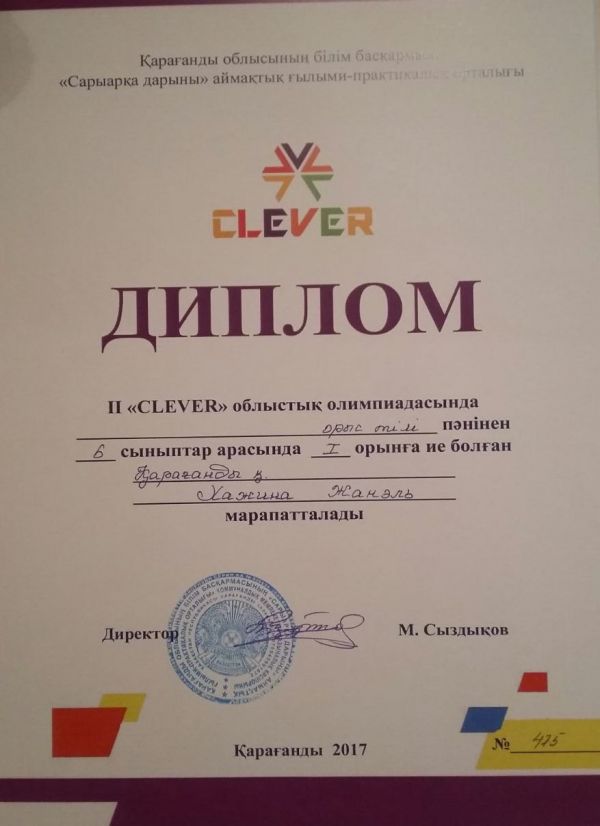 Қарағанды облысының білім басқармасы
«Сарыарқа дарыны» аймақтық ғылыми-практикалық орталығы
CLEVER
ДИПЛОМ
II «CLEVER» облыстық олимпиадасында
орыс тілі пәнінен
6 сыныптар арасында I орынға ие болған
Қарағанды қ.
Хажина Жанэль
марапатталады
Директор М. Сыздықов
Қарағанды 2017
№ 475